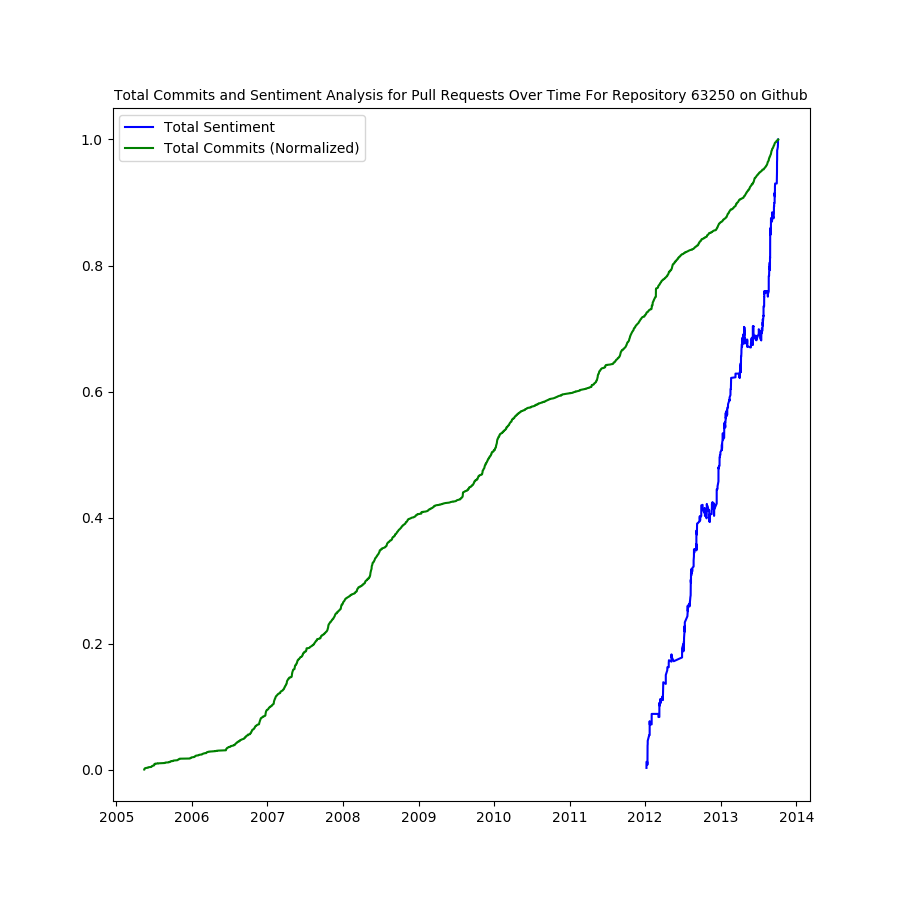 Total Commits and Sentiment Analysis for Pull Requests Over Time For Repository 63250 on Github
Total Sentiment
Total Commits (Normalized)
1.0
0.8
0.6
0.4
0.2
0.0
2005 2006 2007 2008 2009 2010 2011 2012 2013 2014